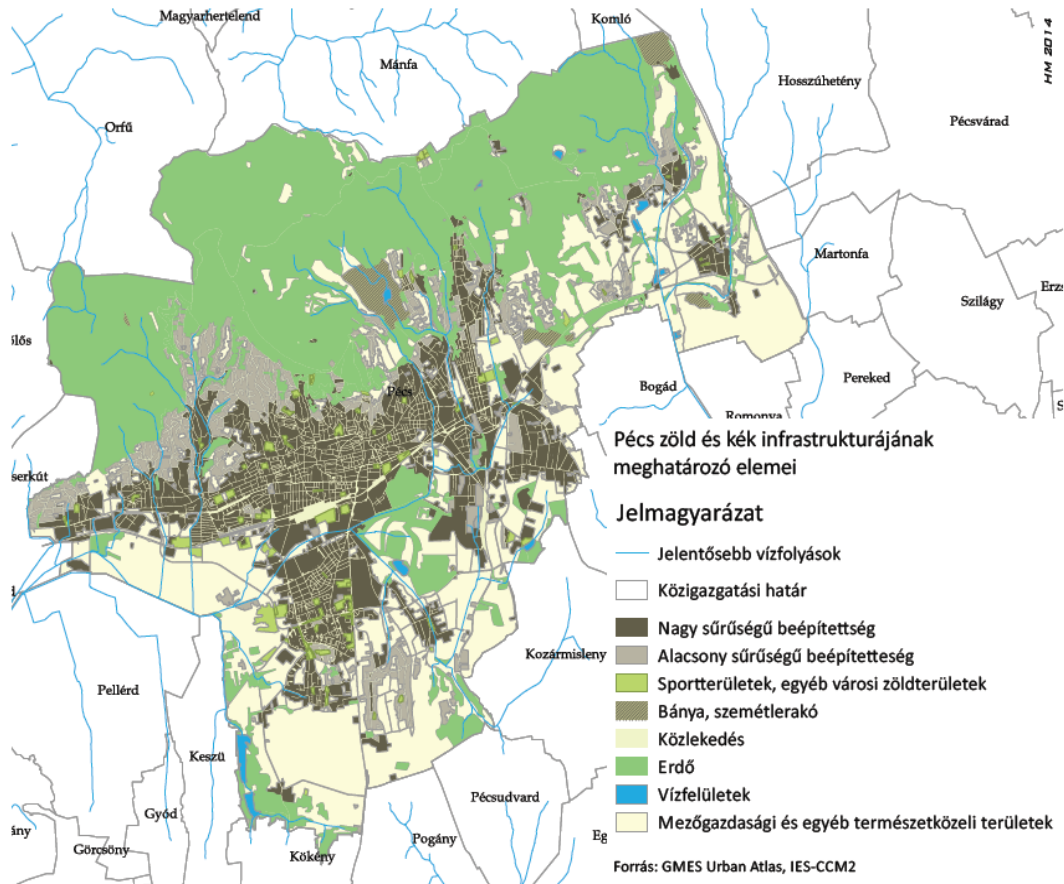 Magyarhertelend
Komló
HM 2014
Mánfa
Hosszúhetény
Orfű
Pécsvárad
Martonfa
Szilágy
Bogád
Pereked
Romonya
Pécs
Pécs zöld és kék infrastrukturájának
meghatározó elemei
Jelmagyarázat
Jelentősebb vízfolyások
Közigazgatási határ
Nagy sűrűségű beépítettség
Alacsony sűrűségű beépítetteség
Sportterületek, egyéb városi zöldterületek
Bánya, szemétlerakó
Közlekedés
Erdő
Vízfelületek
Mezőgazdasági és egyéb természetközeli területek
Forrás: GMES Urban Atlas, IES-CCM2
Kozármisleny
Pellérd
Keszü
Gyód
Pécsudvard
Pogány
Görcsöny
Kökény